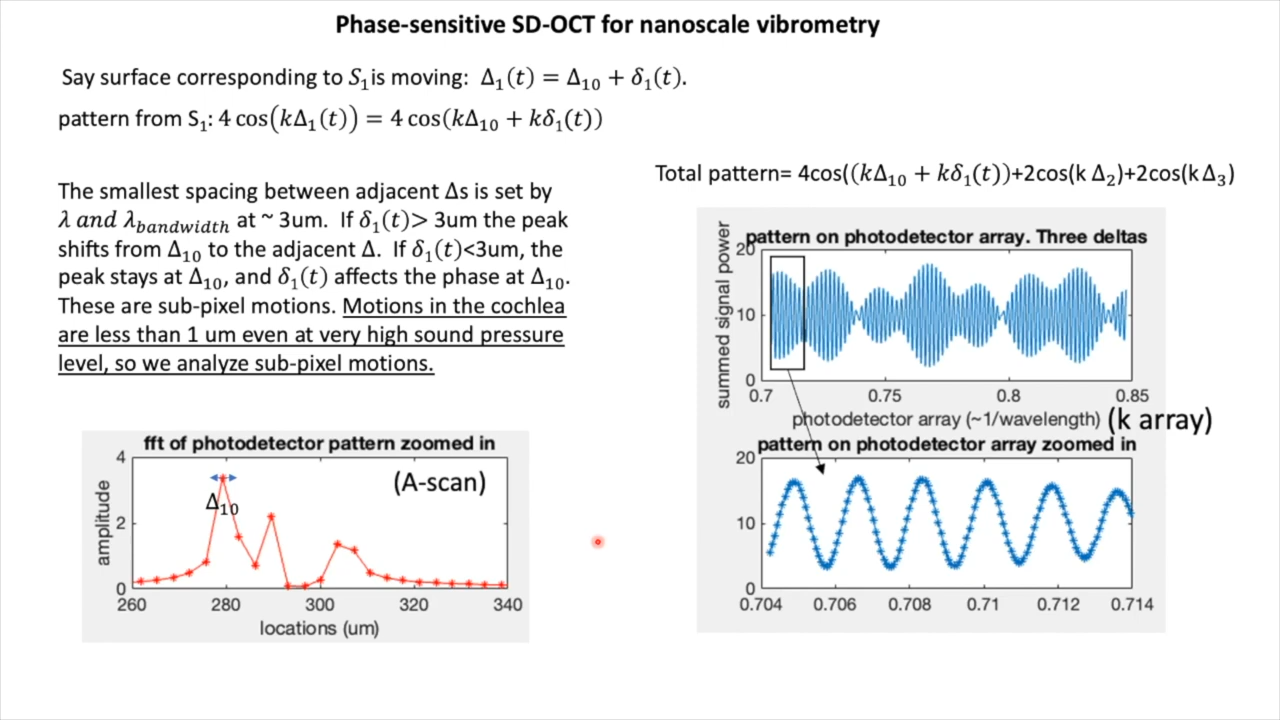 Phase-sensitive SD-OCT for nanoscale vibrometry
Say surface corresponding to S₁ is moving: Δ₁(t) = Δ₁₀ + δ₁(t).
pattern from S₁: 4 cos(kΔ₁(t)) = 4 cos(kΔ₁₀ + kδ₁(t))
The smallest spacing between adjacent Δs is set by
λ and λ_bandwidth at ~ 3um. If δ₁(t)> 3um the peak
shifts from Δ₁₀ to the adjacent Δ. If δ₁(t)<3um, the
peak stays at Δ₁₀, and δ₁(t) affects the phase at Δ₁₀.
These are sub-pixel motions. Motions in the cochlea
are less than 1 um even at very high sound pressure
level, so we analyze sub-pixel motions.
Total pattern= 4cos((kΔ₁₀ + kδ₁(t))+2cos(k Δ₂)+2cos(kΔ₃)
pattern on photodetector array. Three deltas
summed signal power
20
10
0
0.7 0.75 0.8 0.85
photodetector array (~1/wavelength) (k array)
pattern on photodetector array zoomed in
20
10
0
0.704 0.706 0.708 0.71 0.712 0.714
fft of photodetector pattern zoomed in
(A-scan)
Δ₁₀
amplitude
4
2
0
260 280 300 320 340
locations (um)